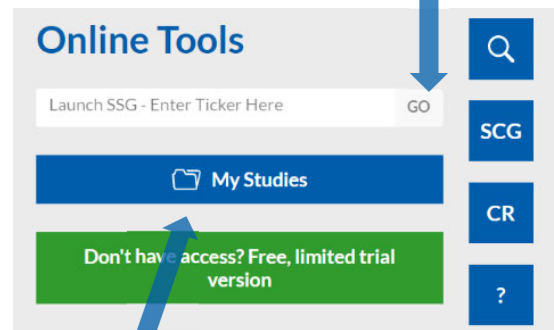 Online Tools
Launch SSG - Enter Ticker Here GO
SCG
My Studies
CR
Don't have access? Free, limited trial
version
?